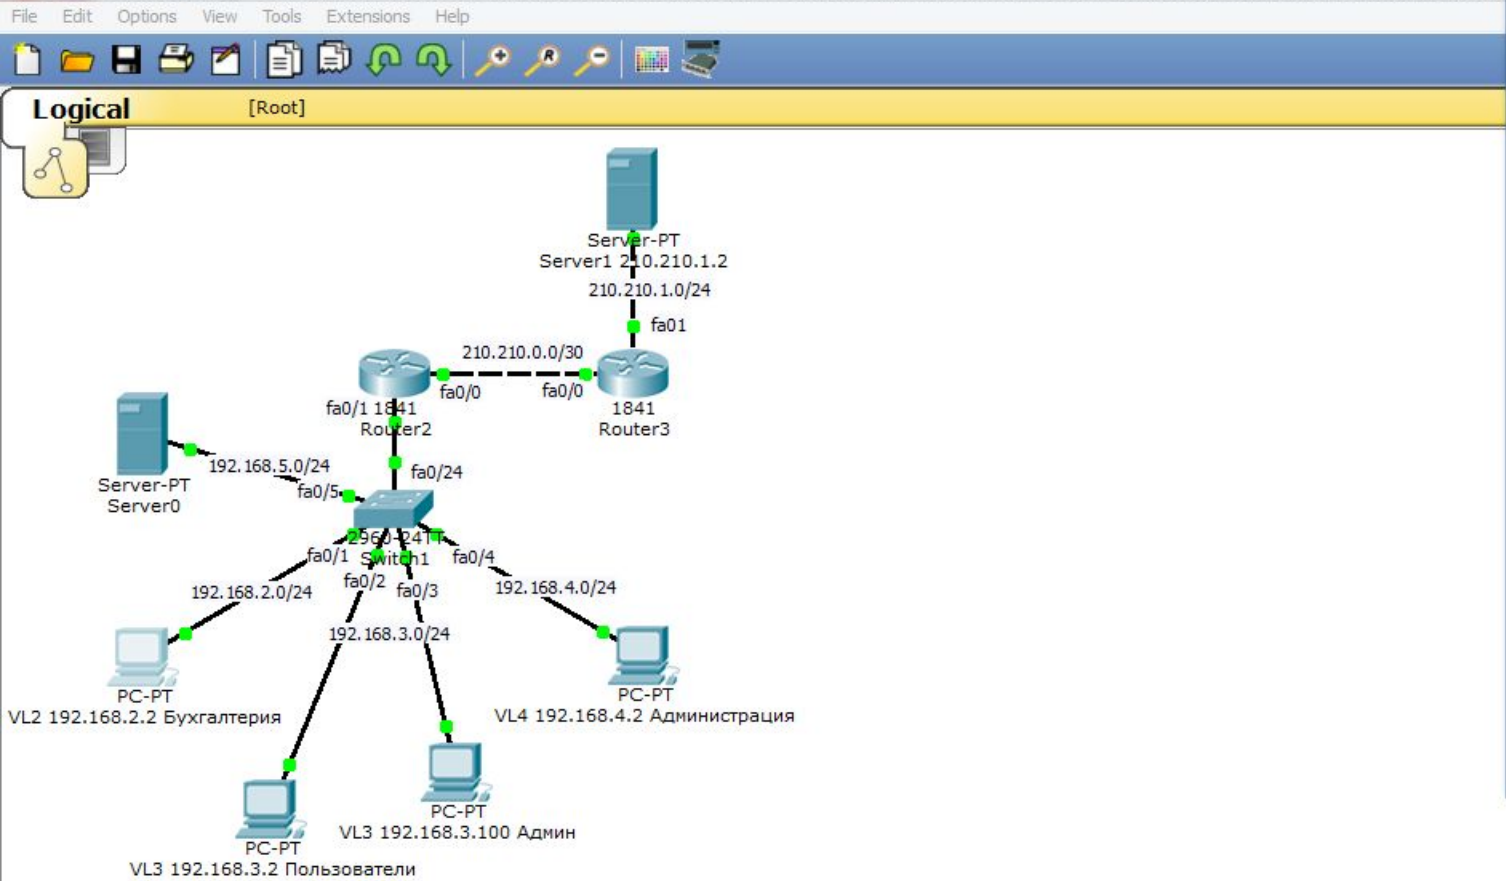 File Edit Options View Tools Extensions Help
R
Logical [Root]
Server-PT
Server1 210.210.1.2
210.210.1.0/24
fa01
210.210.0.0/30
fa0/0 fa0/0
fa0/1 1841
Router2
1841
Router3
192.168.5.0/24
fa0/24
Server-PT
Server0
fa0/5
2960-24TT
Switch1
fa0/1
fa0/2
fa0/3
fa0/4
192.168.2.0/24
192.168.4.0/24
192.168.3.0/24
PC-PT
VL2 192.168.2.2 Бухгалтерия
PC-PT
VL4 192.168.4.2 Администрация
PC-PT
VL3 192.168.3.100 Админ
PC-PT
VL3 192.168.3.2 Пользователи